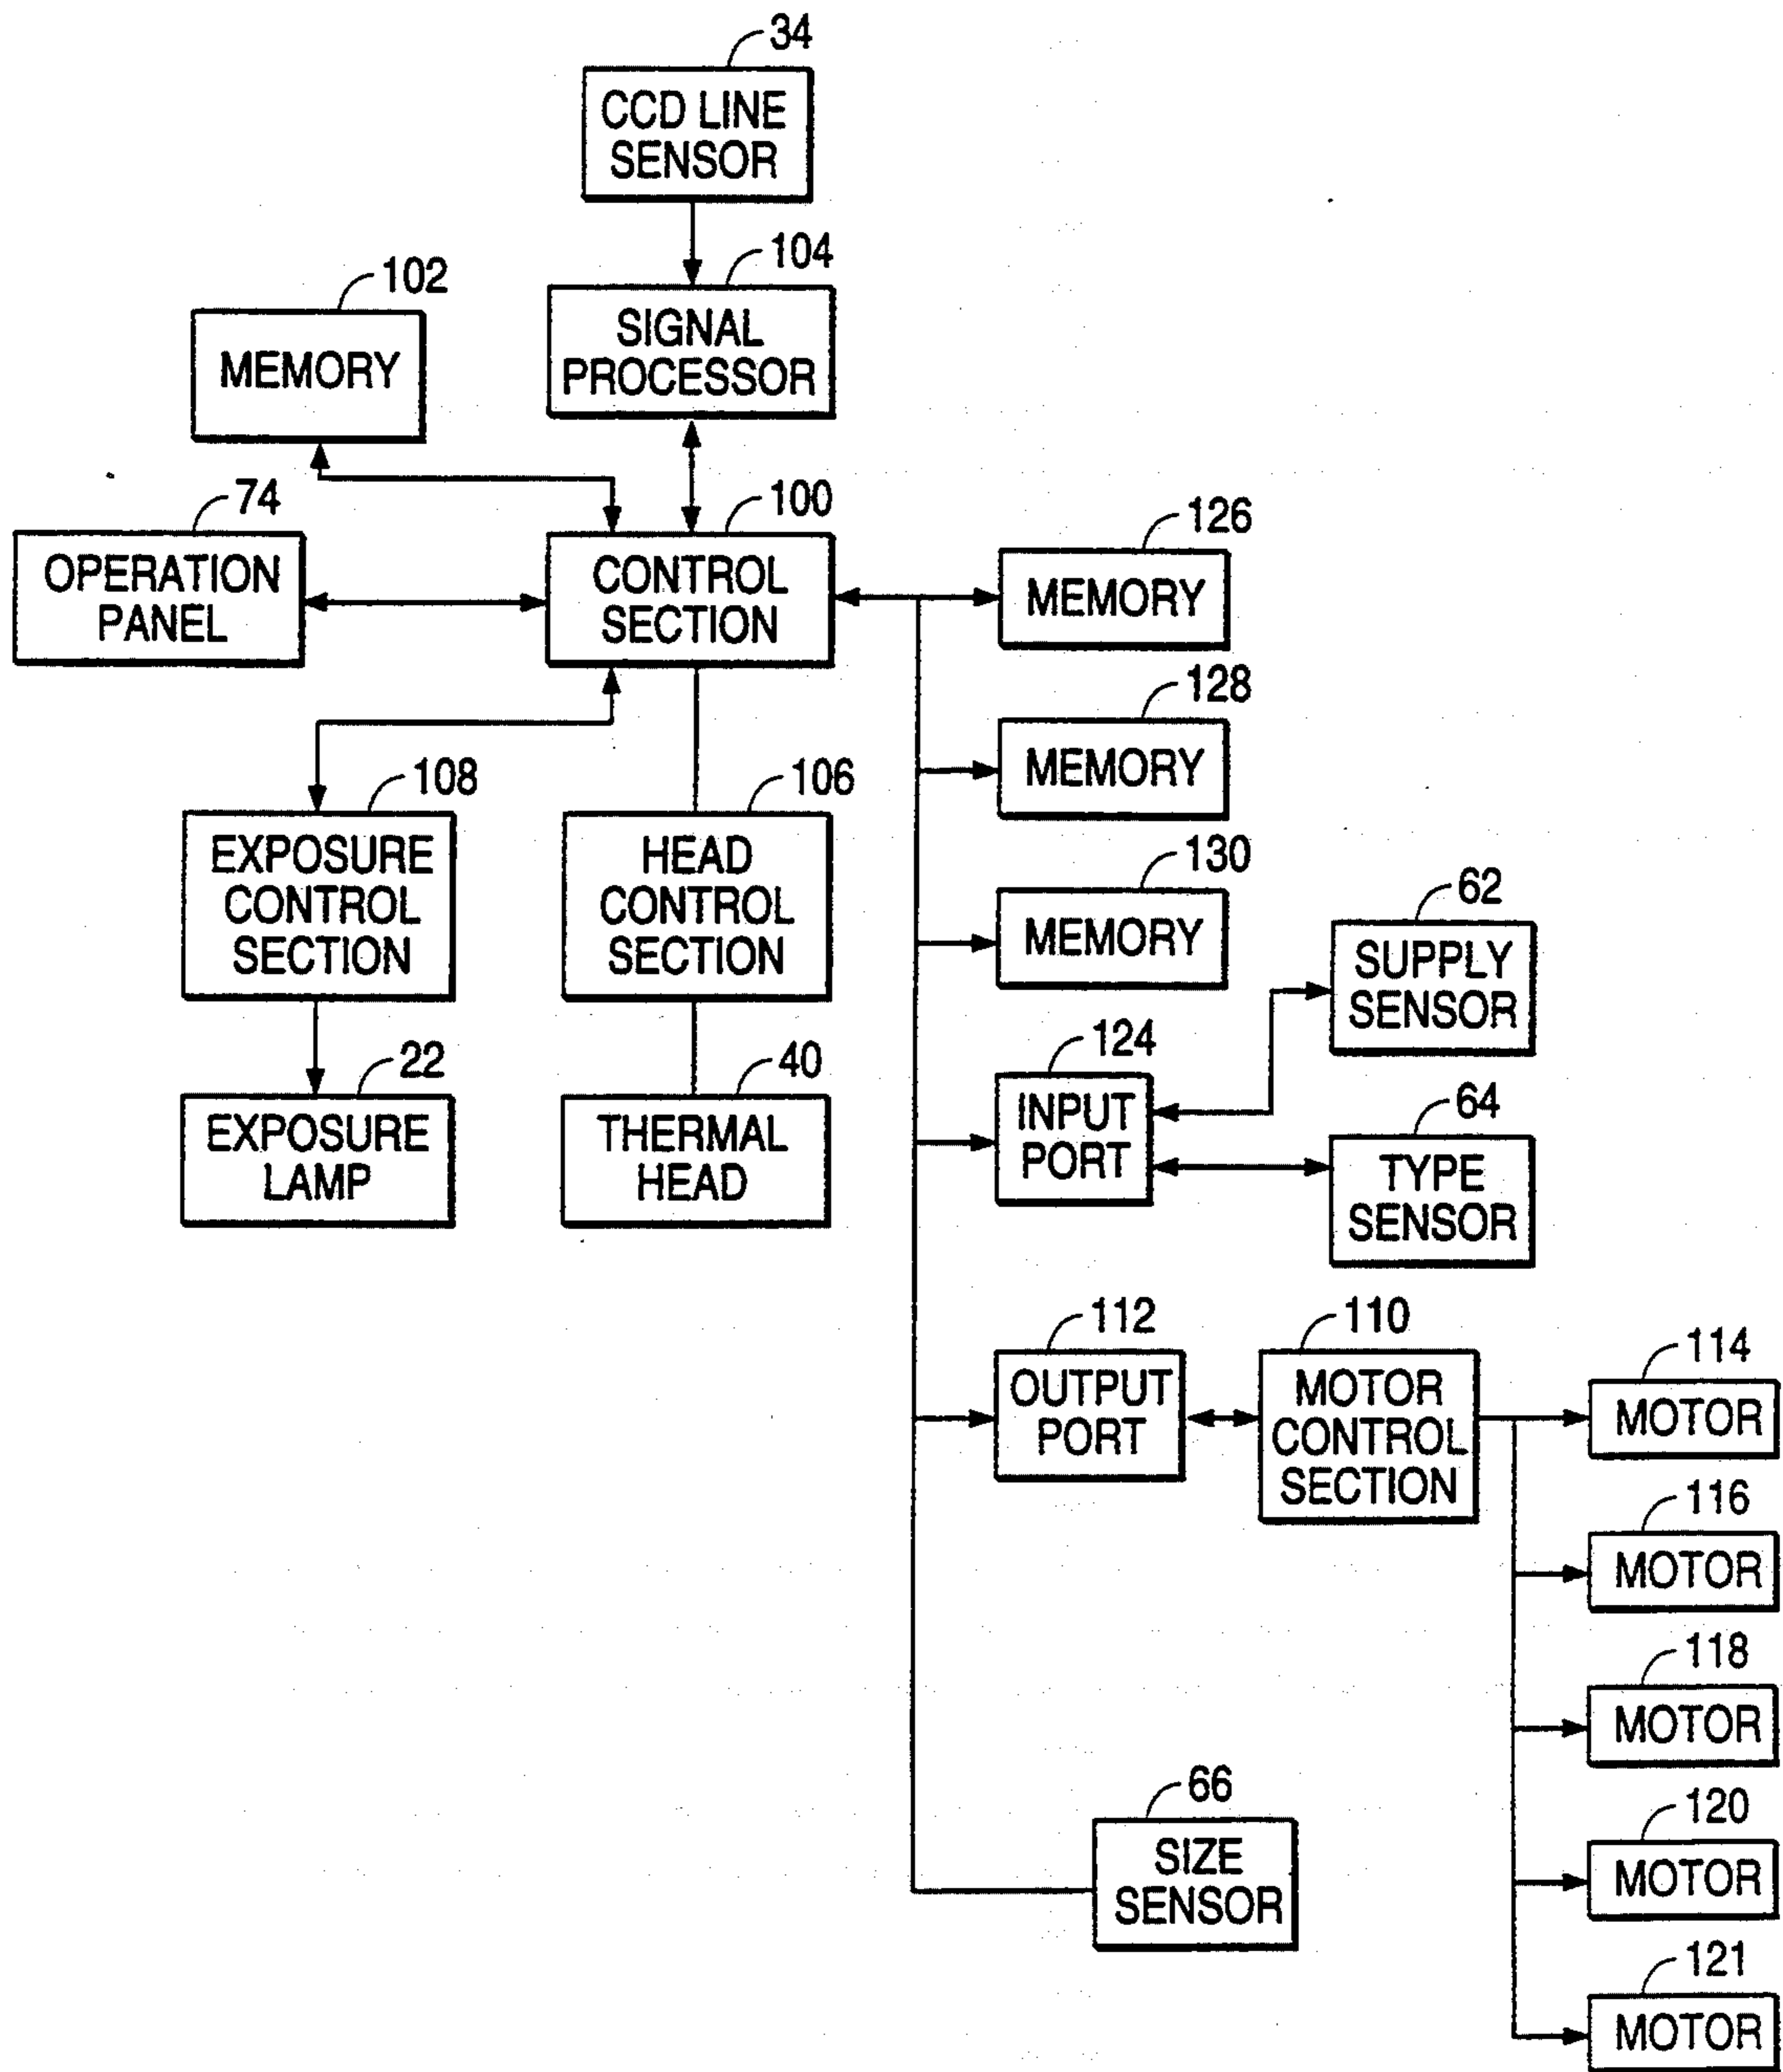 34
CCD LINE
SENSOR
104
SIGNAL
PROCESSOR
102
MEMORY
74
OPERATION
PANEL
100
CONTROL
SECTION
126
MEMORY
128
MEMORY
130
MEMORY
108
EXPOSURE
CONTROL
SECTION
106
HEAD
CONTROL
SECTION
22
EXPOSURE
LAMP
40
THERMAL
HEAD
62
SUPPLY
SENSOR
124
INPUT
PORT
64
TYPE
SENSOR
112
OUTPUT
PORT
110
MOTOR
CONTROL
SECTION
114
MOTOR
116
MOTOR
118
MOTOR
66
SIZE
SENSOR
120
MOTOR
121
MOTOR